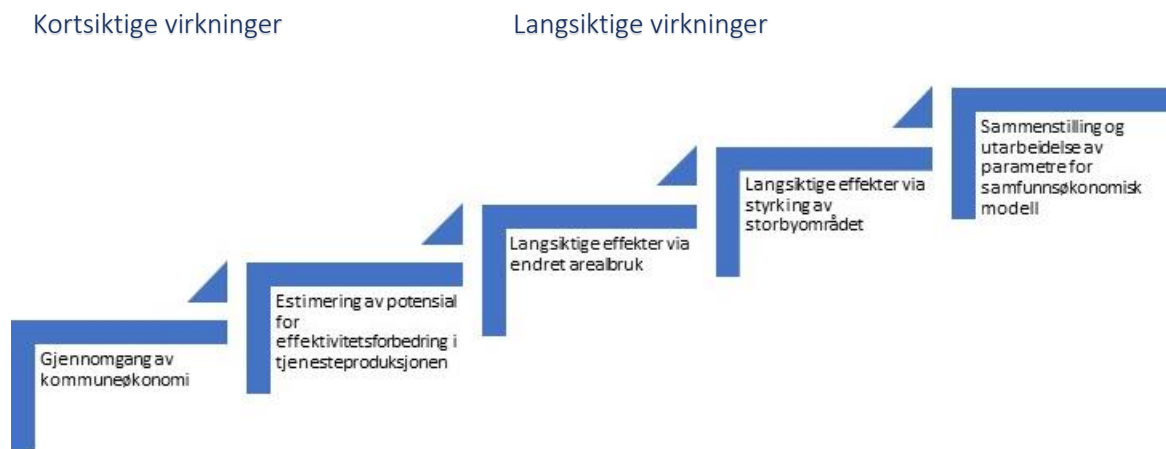 Kortsiktige virkninger
Langsiktige virkninger
Gjennomgang av
kommuneøkonomi
Estimering av potensial
for
effektivitetsforbedring i
tjenesteproduksjonen
Langsiktige effekter via
endret arealbruk
Langsiktige effekter via
styrking av
storbyområdet
Sammenstilling og
utarbeidelse av
parametre for
samfunnsøkonomisk
modell